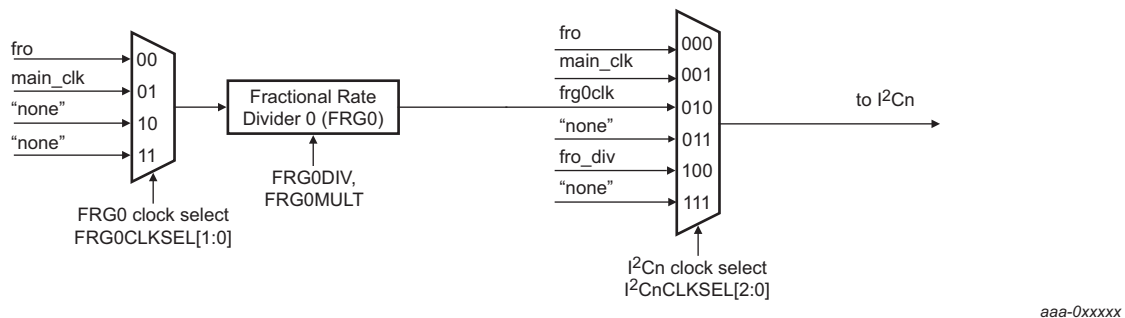 fro
main_clk
“none”
“none”
00
01
10
11
FRG0 clock select
FRG0CLKSEL[1:0]
Fractional Rate
Divider 0 (FRG0)
FRG0DIV,
FRG0MULT
fro
main_clk
frg0clk
“none”
fro_div
“none”
000
001
010
011
100
111
I2Cn clock select
I2CnCLKSEL[2:0]
to I2Cn
aaa-0xxxxx